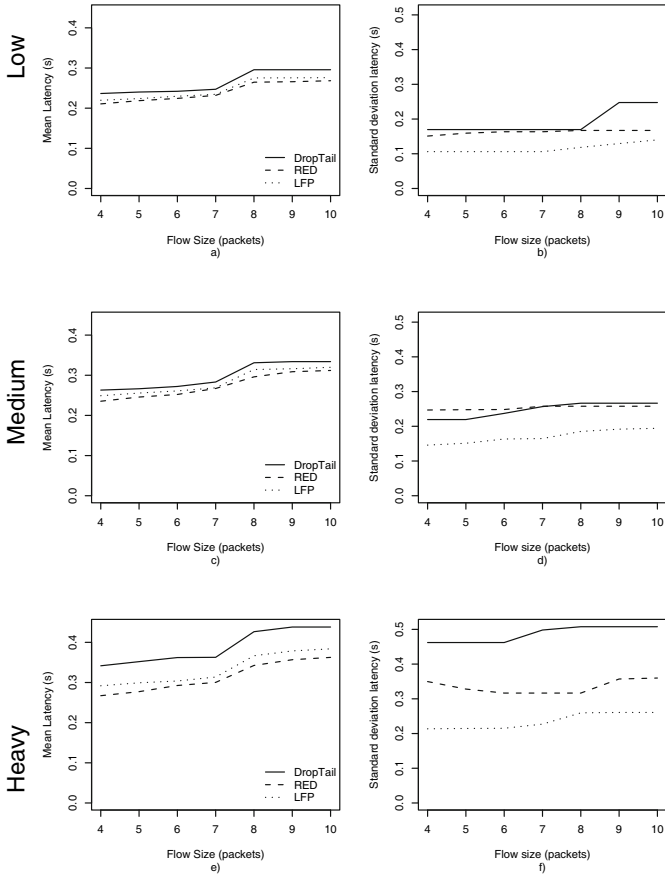 Low
Mean Latency (s)
0.0 0.1 0.2 0.3 0.4
DropTail
RED
LFP
4 5 6 7 8 9 10
Flow Size (packets)
a)
Standard deviation latency (s)
0.0 0.1 0.2 0.3 0.4 0.5
4 5 6 7 8 9 10
Flow size (packets)
b)
Medium
Mean Latency (s)
0.0 0.1 0.2 0.3 0.4
DropTail
RED
LFP
4 5 6 7 8 9 10
Flow Size (packets)
c)
Standard deviation latency (s)
0.0 0.1 0.2 0.3 0.4 0.5
4 5 6 7 8 9 10
Flow size (packets)
d)
Heavy
Mean Latency (s)
0.0 0.1 0.2 0.3 0.4
DropTail
RED
LFP
4 5 6 7 8 9 10
Flow Size (packets)
e)
Standard deviation latency (s)
0.0 0.1 0.2 0.3 0.4 0.5
4 5 6 7 8 9 10
Flow size (packets)
f)